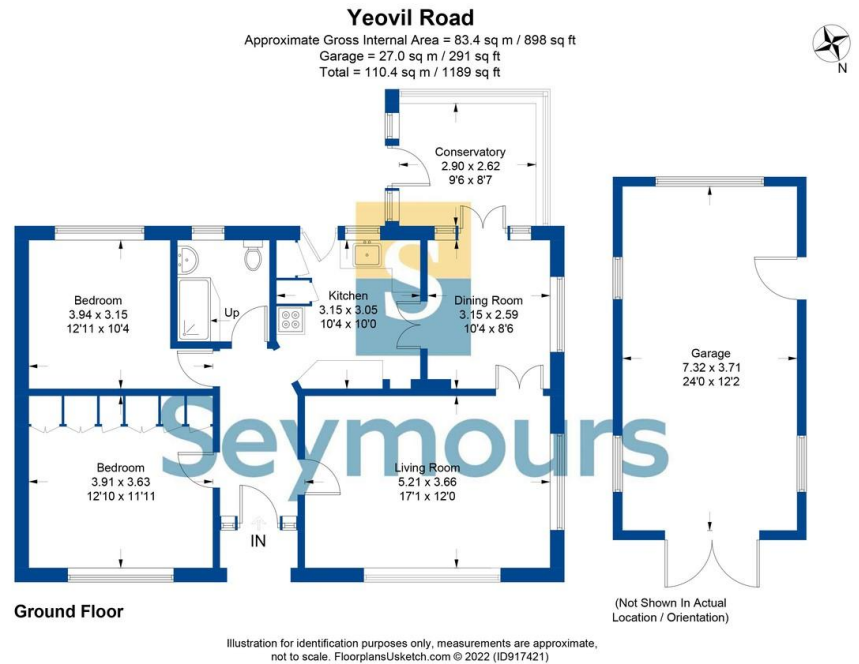 Yeovil Road
Approximate Gross Internal Area = 83.4 sq m / 898 sq ft
Garage = 27.0 sq m / 291 sq ft
Total = 110.4 sq m / 1189 sq ft
N
Conservatory
2.90 x 2.62
9'6 x 8'7
S
Bedroom
3.94 x 3.15
12'11 x 10'4
Up
Kitchen
3.15 x 3.05
10'4 x 10'0
Dining Room
3.15 x 2.59
10'4 x 8'6
Garage
7.32 x 3.71
24'0 x 12'2
Seymours
Bedroom
3.91 x 3.63
12'10 x 11'11
Living Room
5.21 x 3.66
17'1 x 12'0
IN
Ground Floor
(Not Shown In Actual
Location / Orientation)
Illustration for identification purposes only, measurements are approximate,
not to scale. FloorplansUsketch.com © 2022 (ID917421)